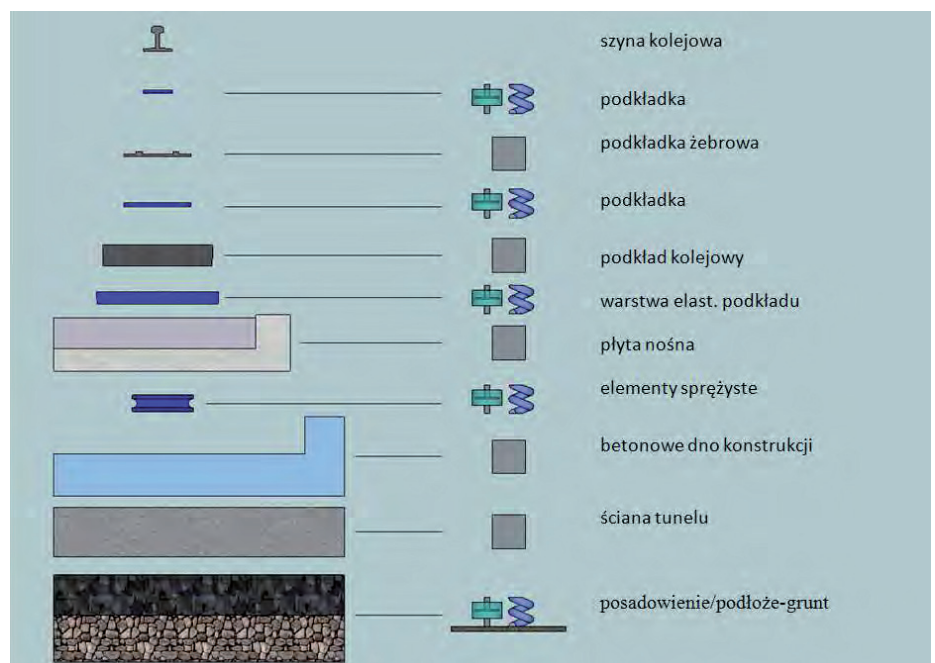 szyna kolejowa
podkładka
podkładka żebrowa
podkładka
podkład kolejowy
warstwa elast. podkładu
płyta nośna
elementy sprężyste
betonowe dno konstrukcji
ściana tunelu
posadowienie/podłoże-grunt